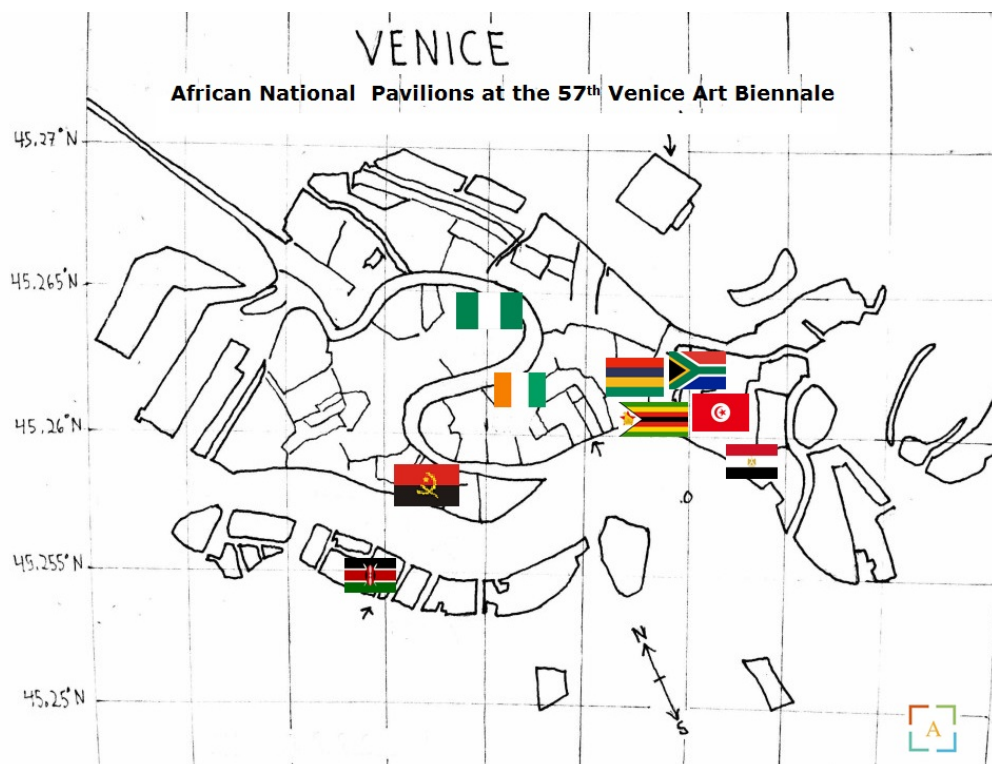 VENICE
African National Pavilions at the 57th Venice Art Biennale
45.27°N
45.265°N
45.26°N
.0
45.255°N
N
45.25°N
S
A